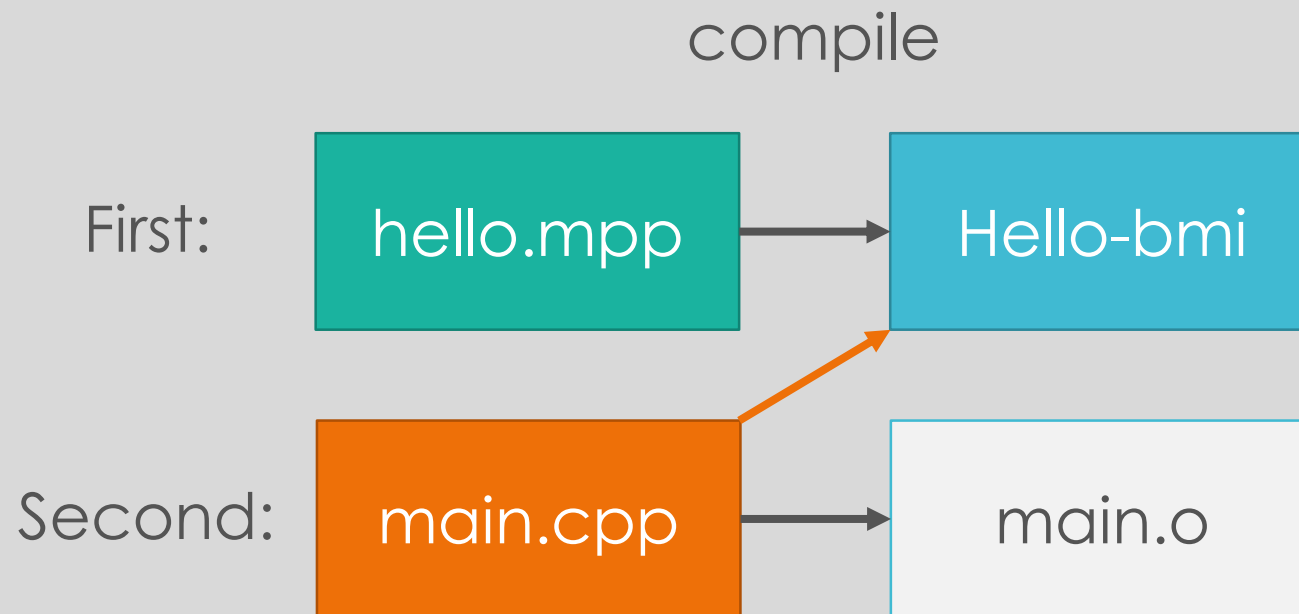 compile
First:
hello.mpp
Hello-bmi
Second:
main.cpp
main.o